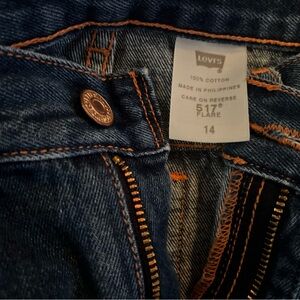 Levi's
100% COTTON
MADE IN PHILIPPINES
CARE ON REVERSE
517®
FLARE
14